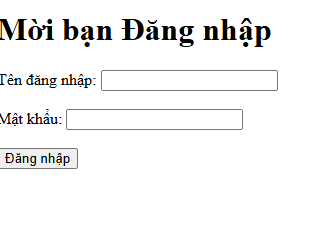 Mời bạn Đăng nhập
Tên đăng nhập:
Mật khẩu:
Đăng nhập